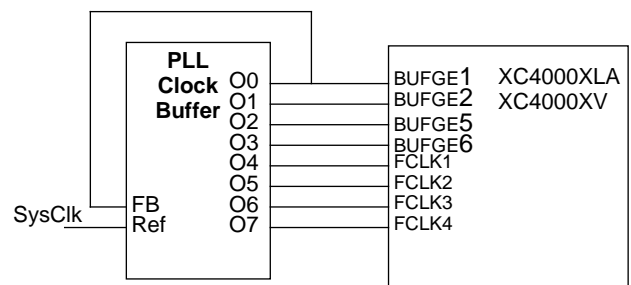 PLL
Clock
Buffer
O0
O1
O2
O3
O4
O5
O6
O7
FB
Ref
SysClk
BUFGE1
BUFGE2
BUFGE5
BUFGE6
FCLK1
FCLK2
FCLK3
FCLK4
XC4000XLA
XC4000XV